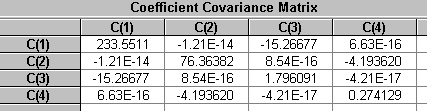 Coefficient Covariance Matrix
C(1) C(2) C(3) C(4)
C(1) 233.5511 -1.21E-14 -15.26677 6.63E-16
C(2) -1.21E-14 76.36382 8.54E-16 -4.193620
C(3) -15.26677 8.54E-16 1.796091 -4.21E-17
C(4) 6.63E-16 -4.193620 -4.21E-17 0.274129